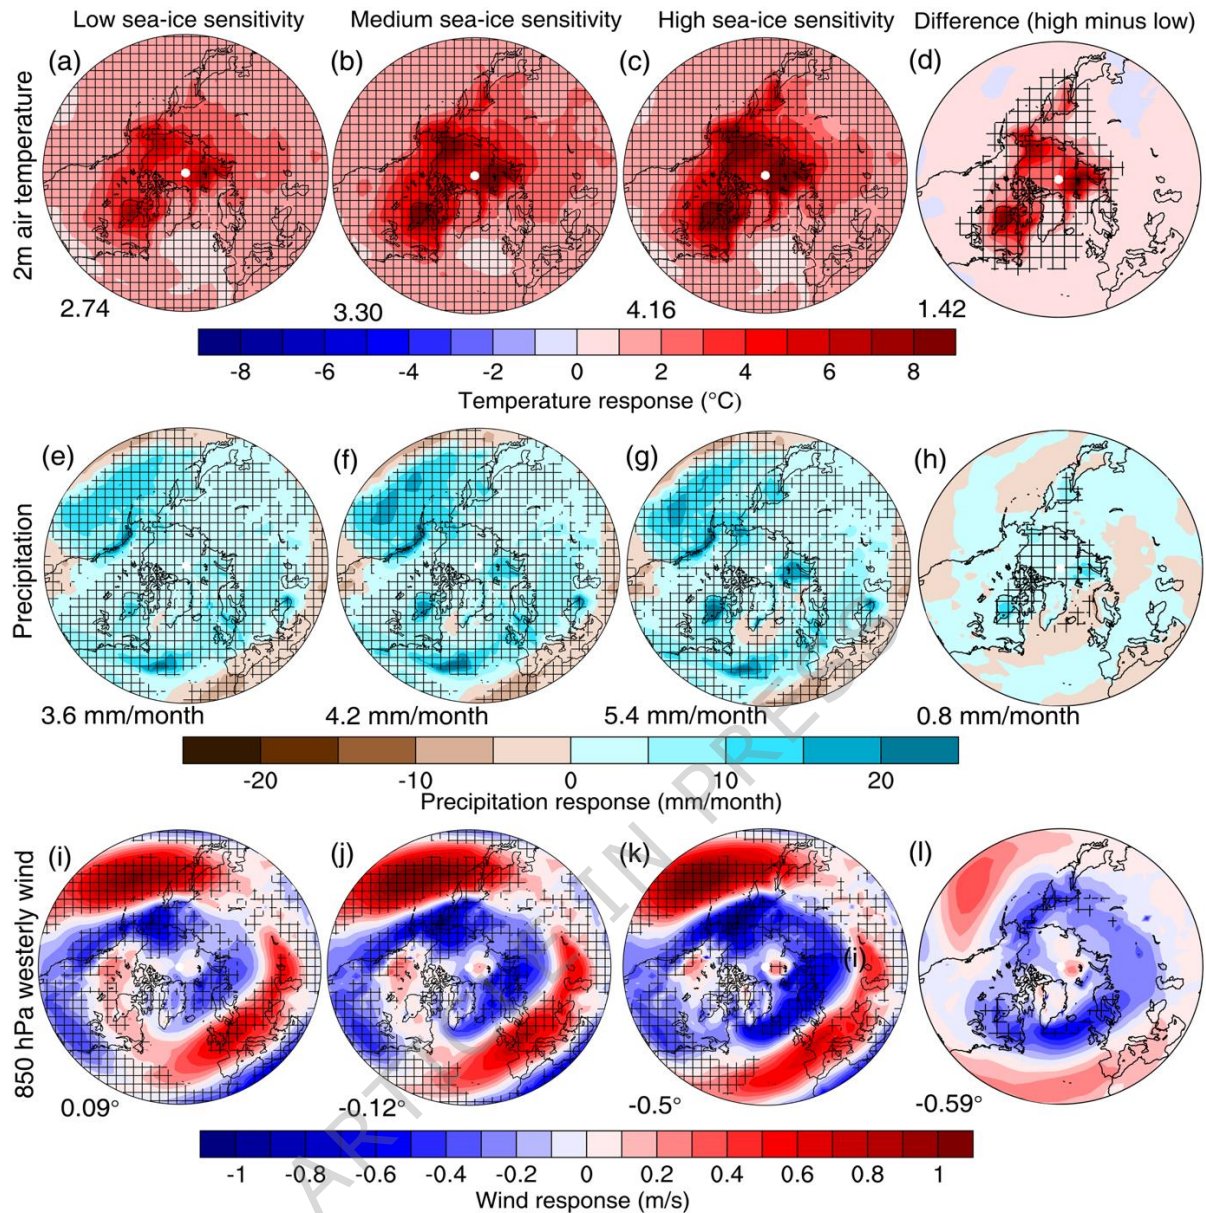 Low sea-ice sensitivity
Medium sea-ice sensitivity
High sea-ice sensitivity
Difference (high minus low)
2m air temperature
(a)
(b)
(c)
(d)
2.74
3.30
4.16
1.42
-8 -6 -4 -2 0 2 4 6 8
Temperature response (°C)
Precipitation
(e)
(f)
(g)
(h)
3.6 mm/month
4.2 mm/month
5.4 mm/month
0.8 mm/month
-20 -10 0 10 20
Precipitation response (mm/month)
850 hPa westerly wind
(i)
(j)
(k)
(i)
(l)
0.09°
-0.12°
-0.5°
-0.59°
-1 -0.8 -0.6 -0.4 -0.2 0 0.2 0.4 0.6 0.8 1
Wind response (m/s)
ARTICLE IN PRESS